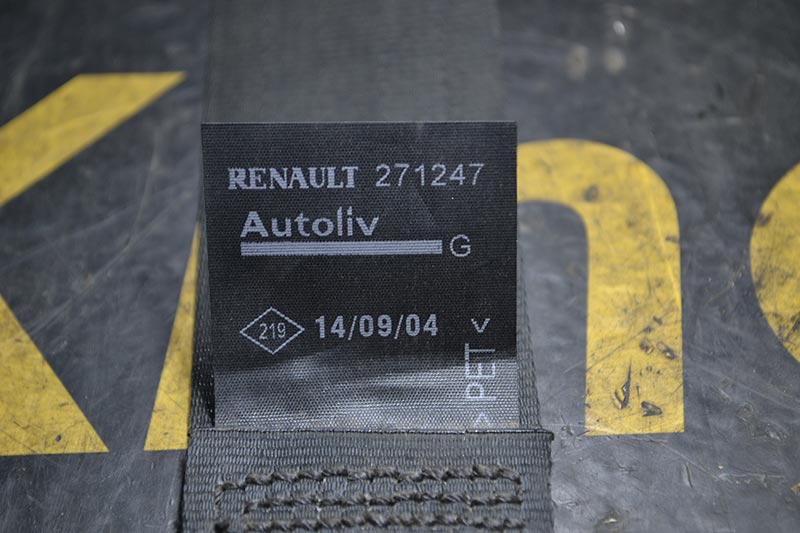 RENAULT 271247
Autoliv
G
219 14/09/04
>PET<